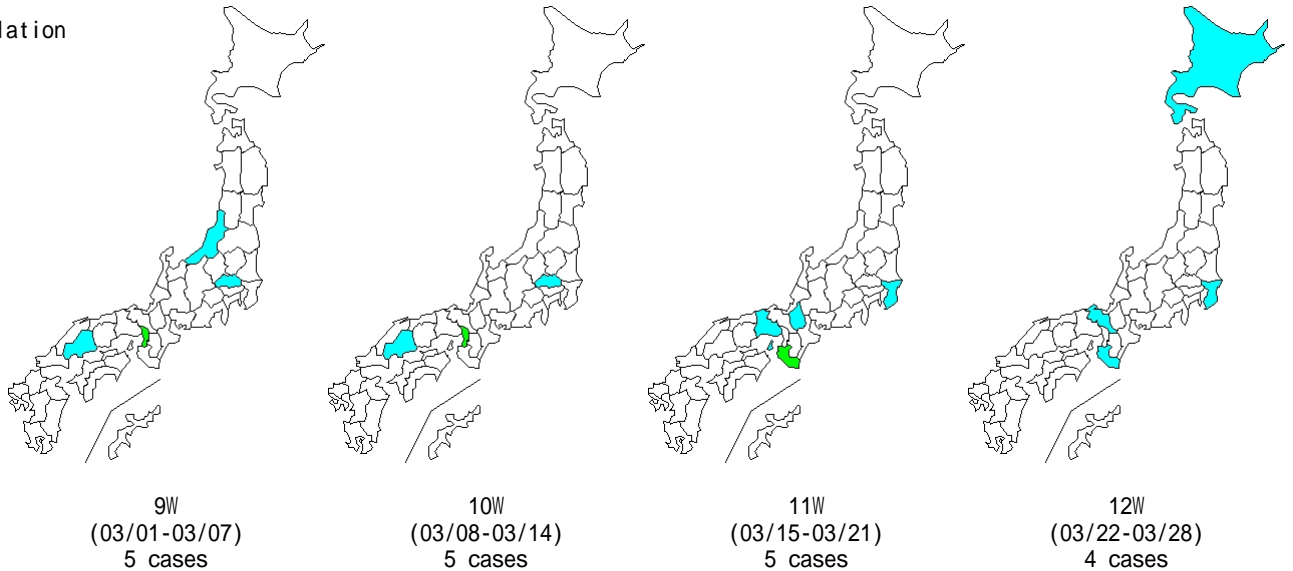 lation
9W
(03/01-03/07)
5 cases
10W
(03/08-03/14)
5 cases
11W
(03/15-03/21)
5 cases
12W
(03/22-03/28)
4 cases